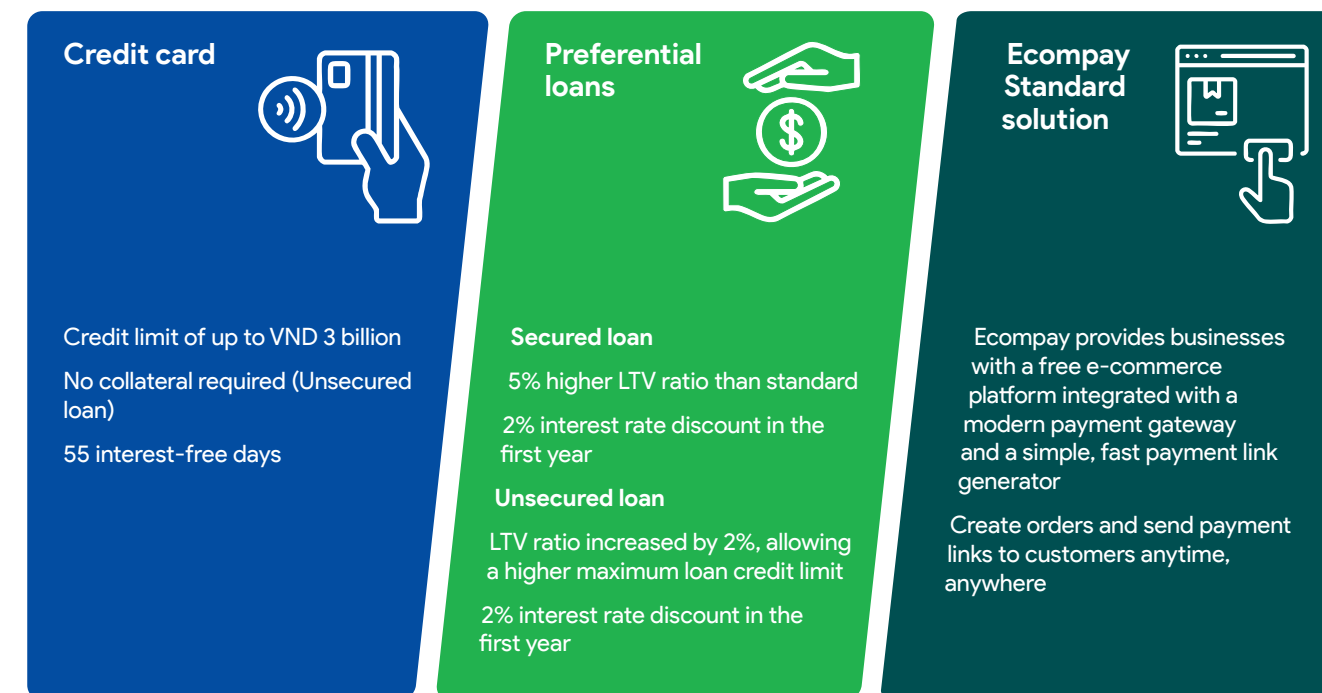 Credit card
Credit limit of up to VND 3 billion
No collateral required (Unsecured
loan)
55 interest-free days
Preferential
loans
Secured loan
5% higher LTV ratio than standard
2% interest rate discount in the
first year
Unsecured loan
LTV ratio increased by 2%, allowing
a higher maximum loan credit limit
2% interest rate discount in the
first year
Ecompay
Standard
solution
Ecompay provides businesses
with a free e-commerce
platform integrated with a
modern payment gateway
and a simple, fast payment link
generator
Create orders and send payment
links to customers anytime,
anywhere